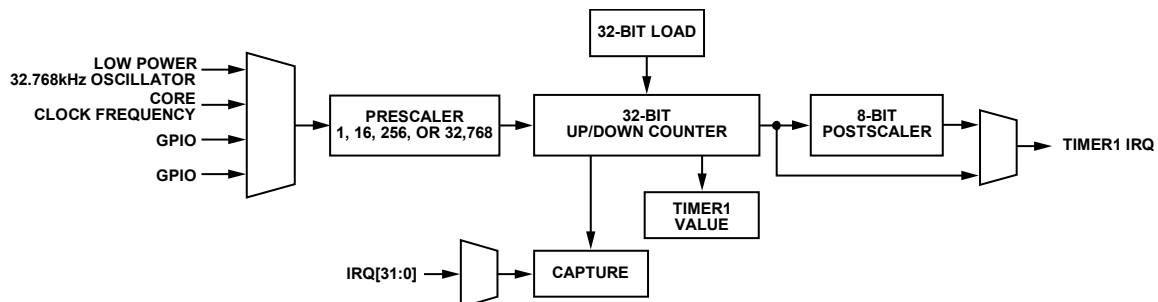 32-BIT LOAD
LOW POWER
32.768kHz OSCILLATOR
CORE
CLOCK FREQUENCY
GPIO
GPIO
PRESCALER
1, 16, 256, OR 32,768
32-BIT
UP/DOWN COUNTER
8-BIT
POSTSCALER
TIMER1 IRQ
TIMER1
VALUE
IRQ[31:0]
CAPTURE